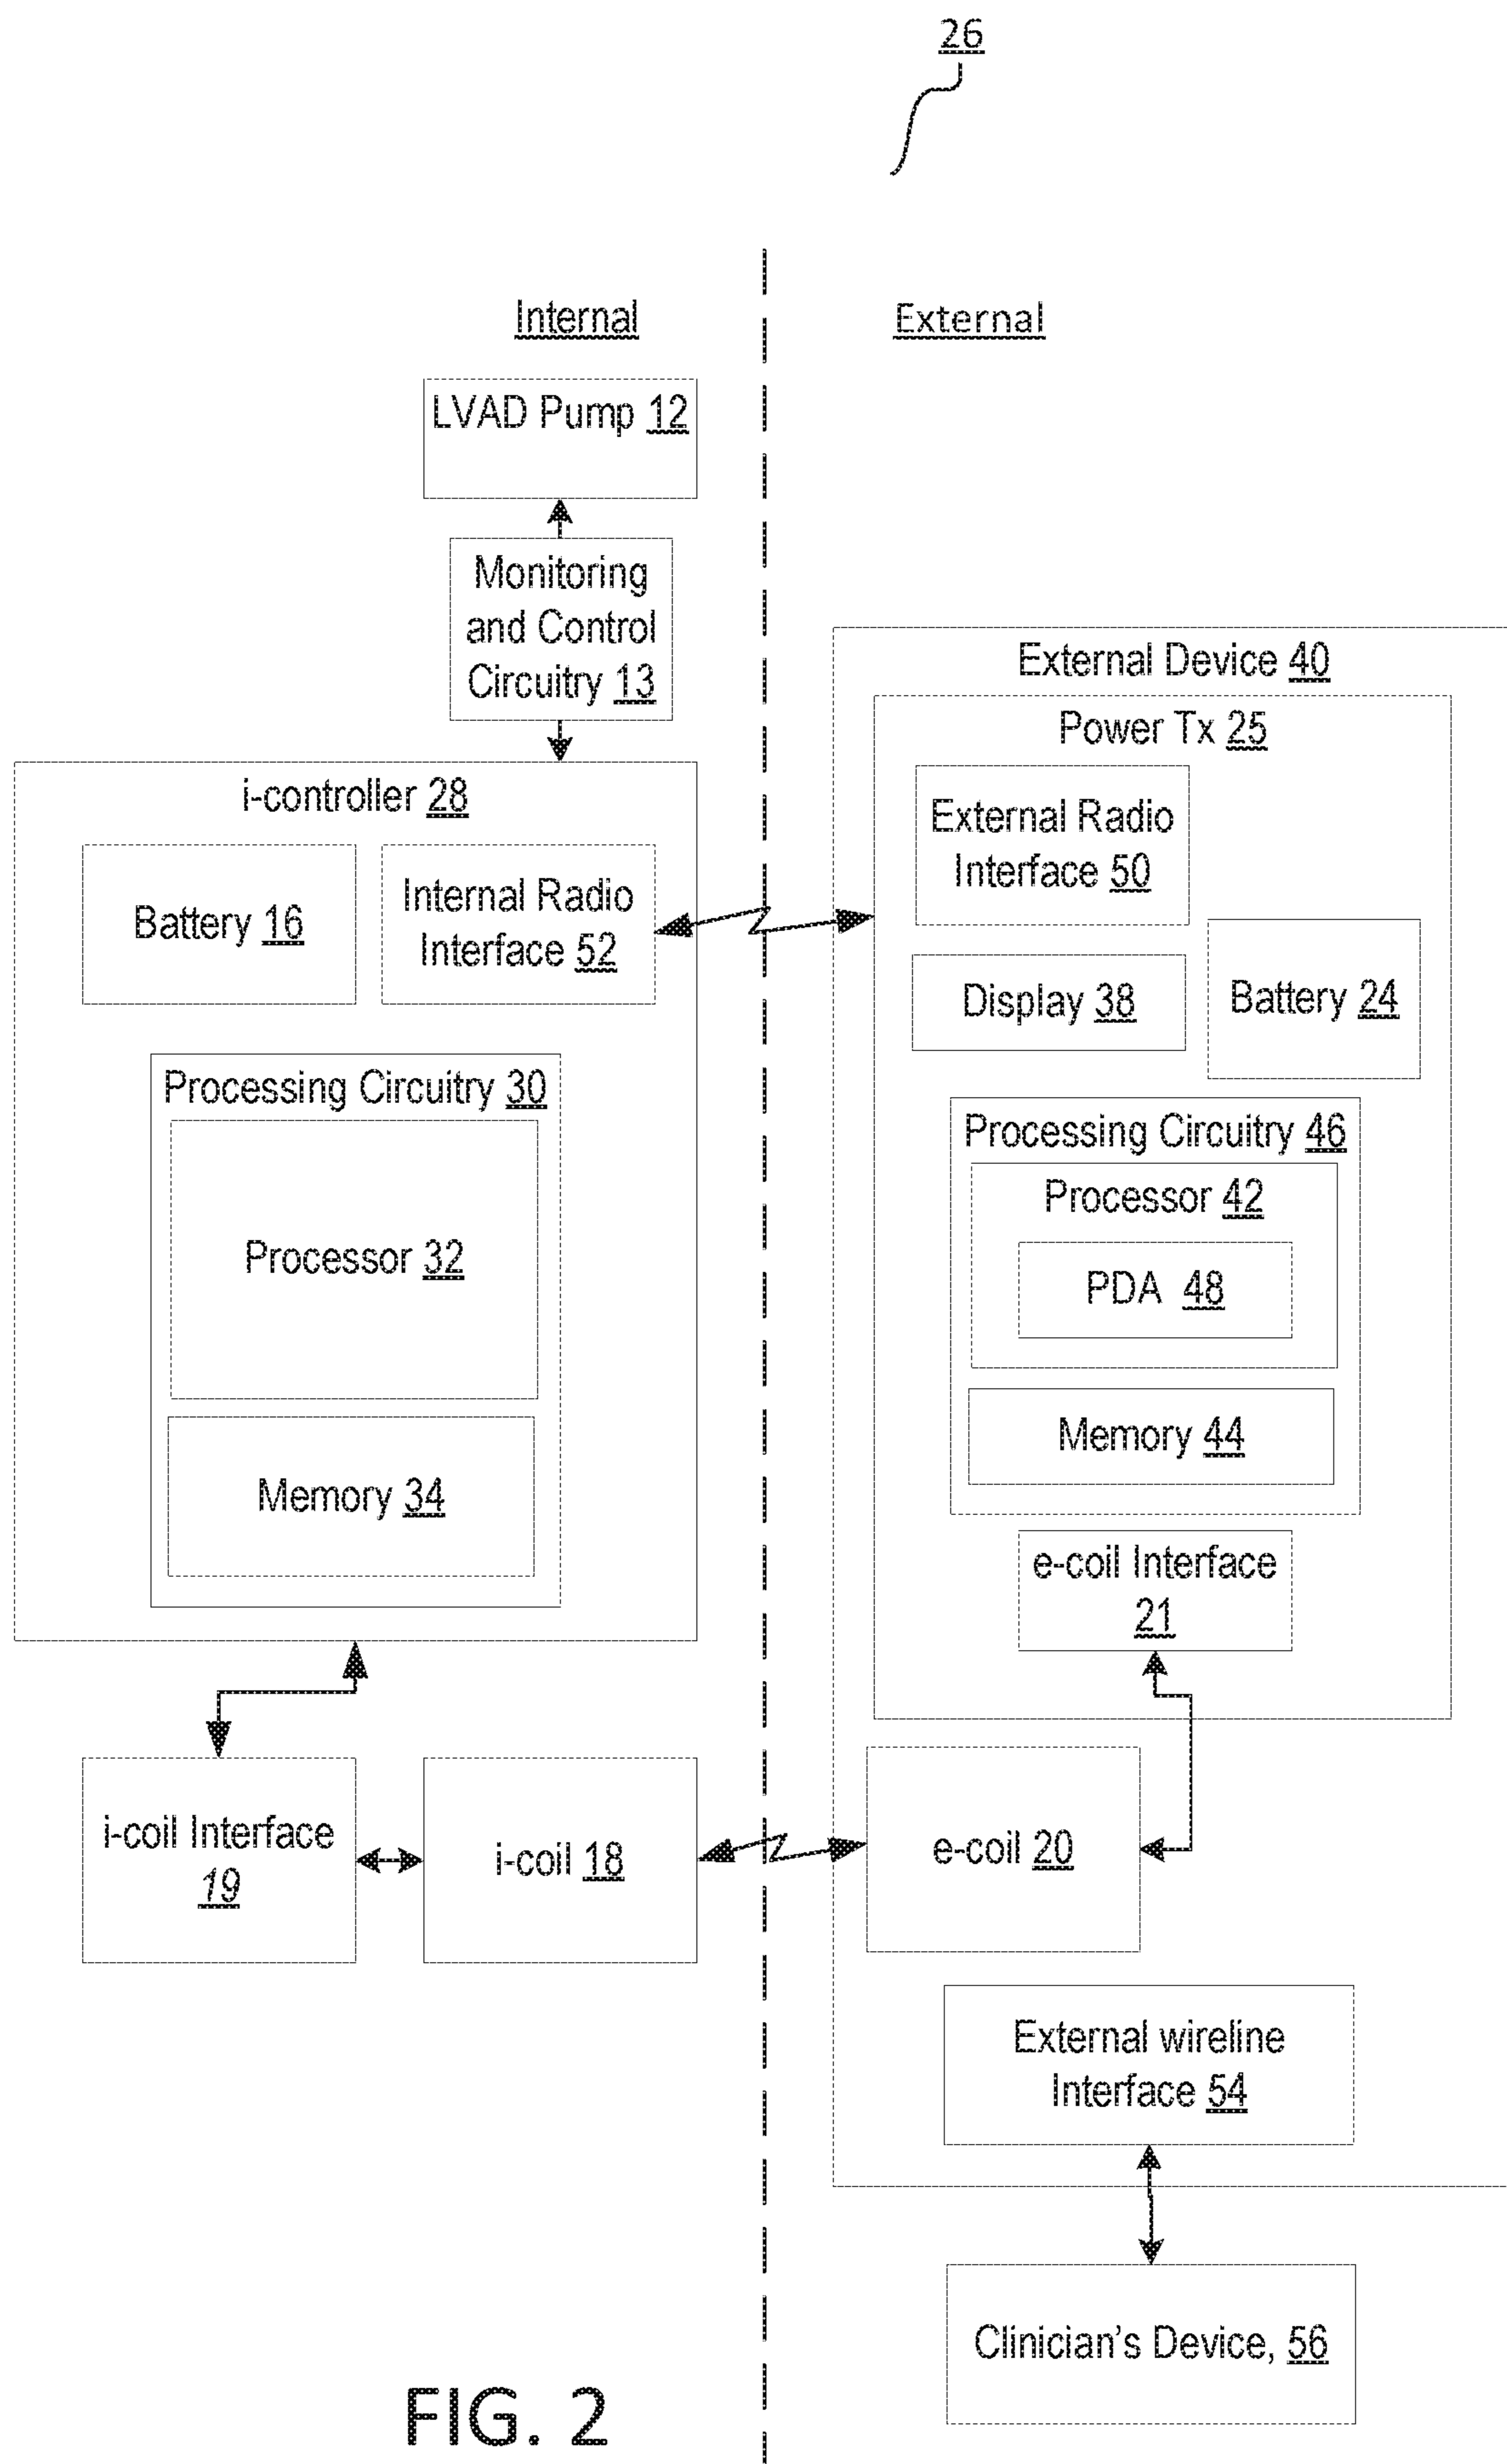 26
Internal
External
LVAD Pump 12
Monitoring
and Control
Circuitry 13
i-controller 28
Battery 16
Internal Radio
Interface 52
Processing Circuitry 30
Processor 32
Memory 34
i-coil Interface
19
i-coil 18
External Device 40
Power Tx 25
External Radio
Interface 50
Display 38
Battery 24
Processing Circuitry 46
Processor 42
PDA 48
Memory 44
e-coil Interface
21
e-coil 20
External wireline
Interface 54
Clinician's Device, 56
FIG. 2